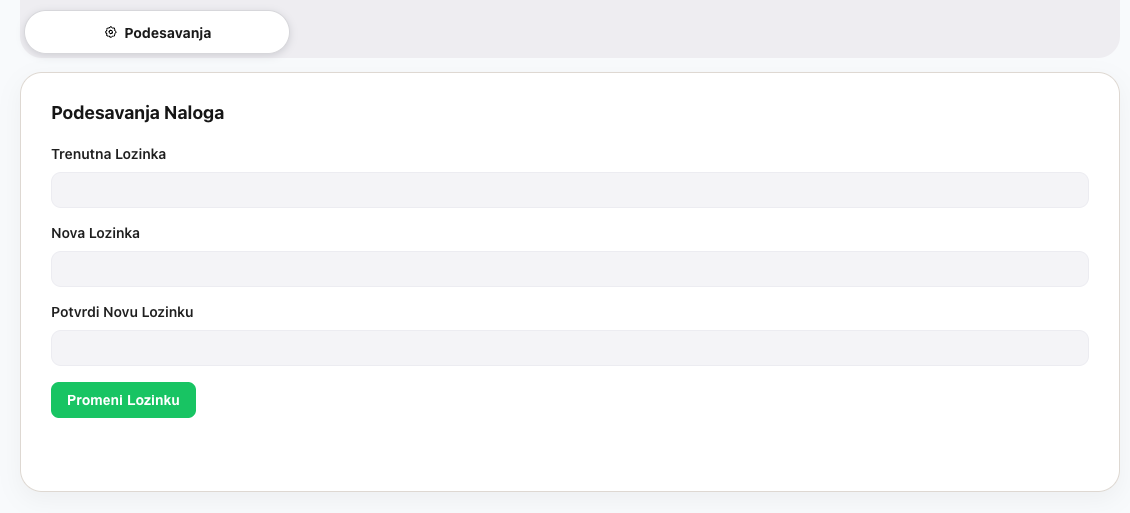 Podesavanja
Podesavanja Naloga
Trenutna Lozinka
Nova Lozinka
Potvrdi Novu Lozinku
Promeni Lozinku